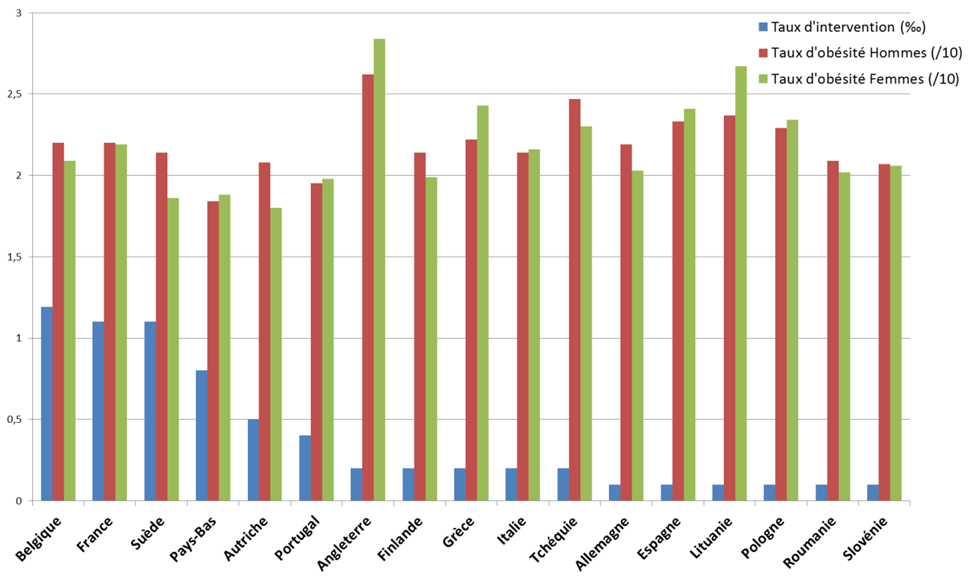 3
2,5
2
1,5
1
0,5
0
Taux d'intervention (‰)
Taux d'obésité Hommes (/10)
Taux d'obésité Femmes (/10)
Belgique
France
Suède
Pays-Bas
Autriche
Portugal
Angleterre
Finlande
Grèce
Italie
Tchéquie
Allemagne
Espagne
Lituanie
Pologne
Roumanie
Slovénie